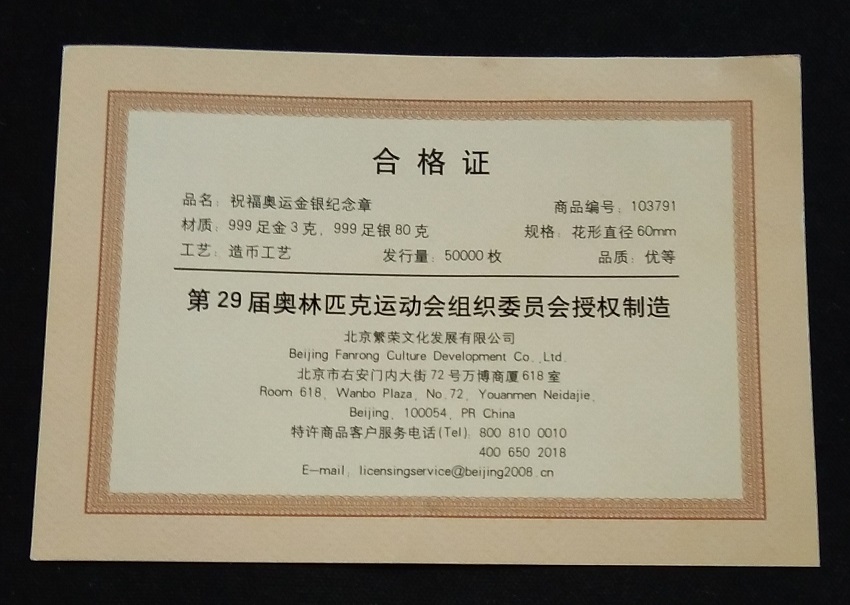 合格证
品名：祝福奥运金银纪念章 商品编号：103791
材质：999足金3克，999足银80克 规格：花形直径60mm
工艺：造币工艺 发行量：50000枚 品质：优等
第29届奥林匹克运动会组织委员会授权制造
北京繁荣文化发展有限公司
Beijing Fanrong Culture Development Co.,Ltd.
北京市右安门内大街72号万博商厦618室
Room 618, Wanbo Plaza, No.72, Youanmen Neidajie,
Beijing, 100054, PR China
特许商品客户服务电话(Tel): 800 810 0010
400 650 2018
E-mail: licensingservice@beijing2008.cn